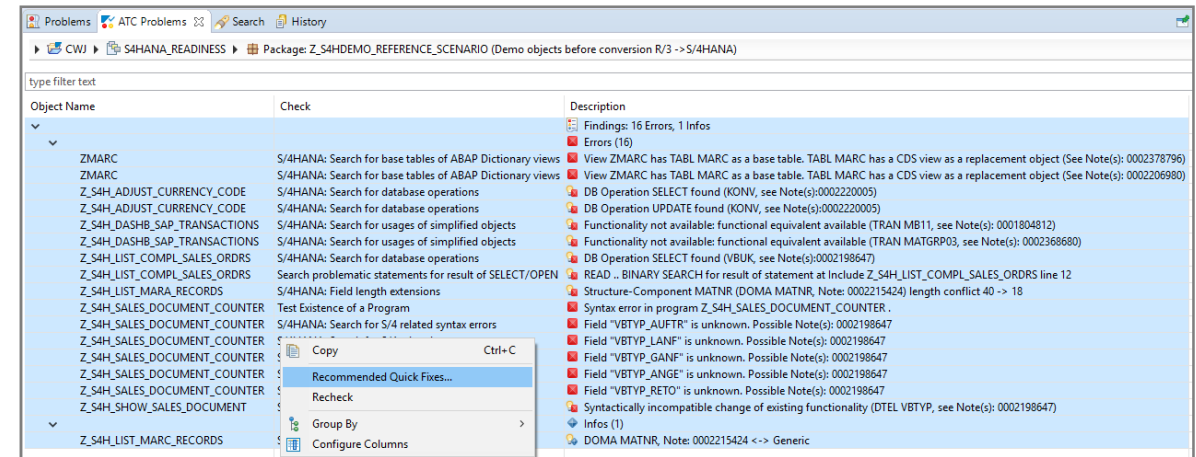 Problems ATC Problems Search History
CWJ S4HANA_READINESS Package: Z_S4HDEMO_REFERENCE_SCENARIO (Demo objects before conversion R/3 ->S/4HANA)
type filter text
Object Name Check Description
Findings: 16 Errors, 1 Infos
Errors (16)
ZMARC S/4HANA: Search for base tables of ABAP Dictionary views View ZMARC has TABL MARC as a base table. TABL MARC has a CDS view as a replacement object (See Note(s): 0002378796)
ZMARC S/4HANA: Search for base tables of ABAP Dictionary views View ZMARC has TABL MARC as a base table. TABL MARC has a CDS view as a replacement object (See Note(s): 0002206980)
Z_S4H_ADJUST_CURRENCY_CODE S/4HANA: Search for database operations DB Operation SELECT found (KONV, see Note(s):0002220005)
Z_S4H_ADJUST_CURRENCY_CODE S/4HANA: Search for database operations DB Operation UPDATE found (KONV, see Note(s):0002220005)
Z_S4H_DASHB_SAP_TRANSACTIONS S/4HANA: Search for usages of simplified objects Functionality not available: functional equivalent available (TRAN MB11, see Note(s): 0001804812)
Z_S4H_DASHB_SAP_TRANSACTIONS S/4HANA: Search for usages of simplified objects Functionality not available: functional equivalent available (TRAN MATGRP03, see Note(s): 0002368680)
Z_S4H_LIST_COMPL_SALES_ORDRS S/4HANA: Search for database operations DB Operation SELECT found (VBUK, see Note(s):0002198647)
Z_S4H_LIST_COMPL_SALES_ORDRS Search problematic statements for result of SELECT/OPEN READ .. BINARY SEARCH for result of statement at Include Z_S4H_LIST_COMPL_SALES_ORDRS line 12
Z_S4H_LIST_MARA_RECORDS S/4HANA: Field length extensions Structure-Component MATNR (DOMA MATNR, Note: 0002215424) length conflict 40 -> 18
Z_S4H_SALES_DOCUMENT_COUNTER Test Existence of a Program Syntax error in program Z_S4H_SALES_DOCUMENT_COUNTER .
Z_S4H_SALES_DOCUMENT_COUNTER S/4HANA: Search for S/4 related syntax errors Field "VBTYP_AUFTR" is unknown. Possible Note(s): 0002198647
Z_S4H_SALES_DOCUMENT_COUNTER Field "VBTYP_LANF" is unknown. Possible Note(s): 0002198647
Copy Ctrl+C
Z_S4H_SALES_DOCUMENT_COUNTER Field "VBTYP_GANF" is unknown. Possible Note(s): 0002198647
Z_S4H_SALES_DOCUMENT_COUNTER Field "VBTYP_ANGE" is unknown. Possible Note(s): 0002198647
Recommended Quick Fixes...
Z_S4H_SALES_DOCUMENT_COUNTER Field "VBTYP_RETO" is unknown. Possible Note(s): 0002198647
Recheck
Z_S4H_SHOW_SALES_DOCUMENT Syntactically incompatible change of existing functionality (DTEL VBTYP, see Note(s): 0002198647)
Group By Infos (1)
Z_S4H_LIST_MARC_RECORDS Configure Columns DOMA MATNR, Note: 0002215424 <-> Generic